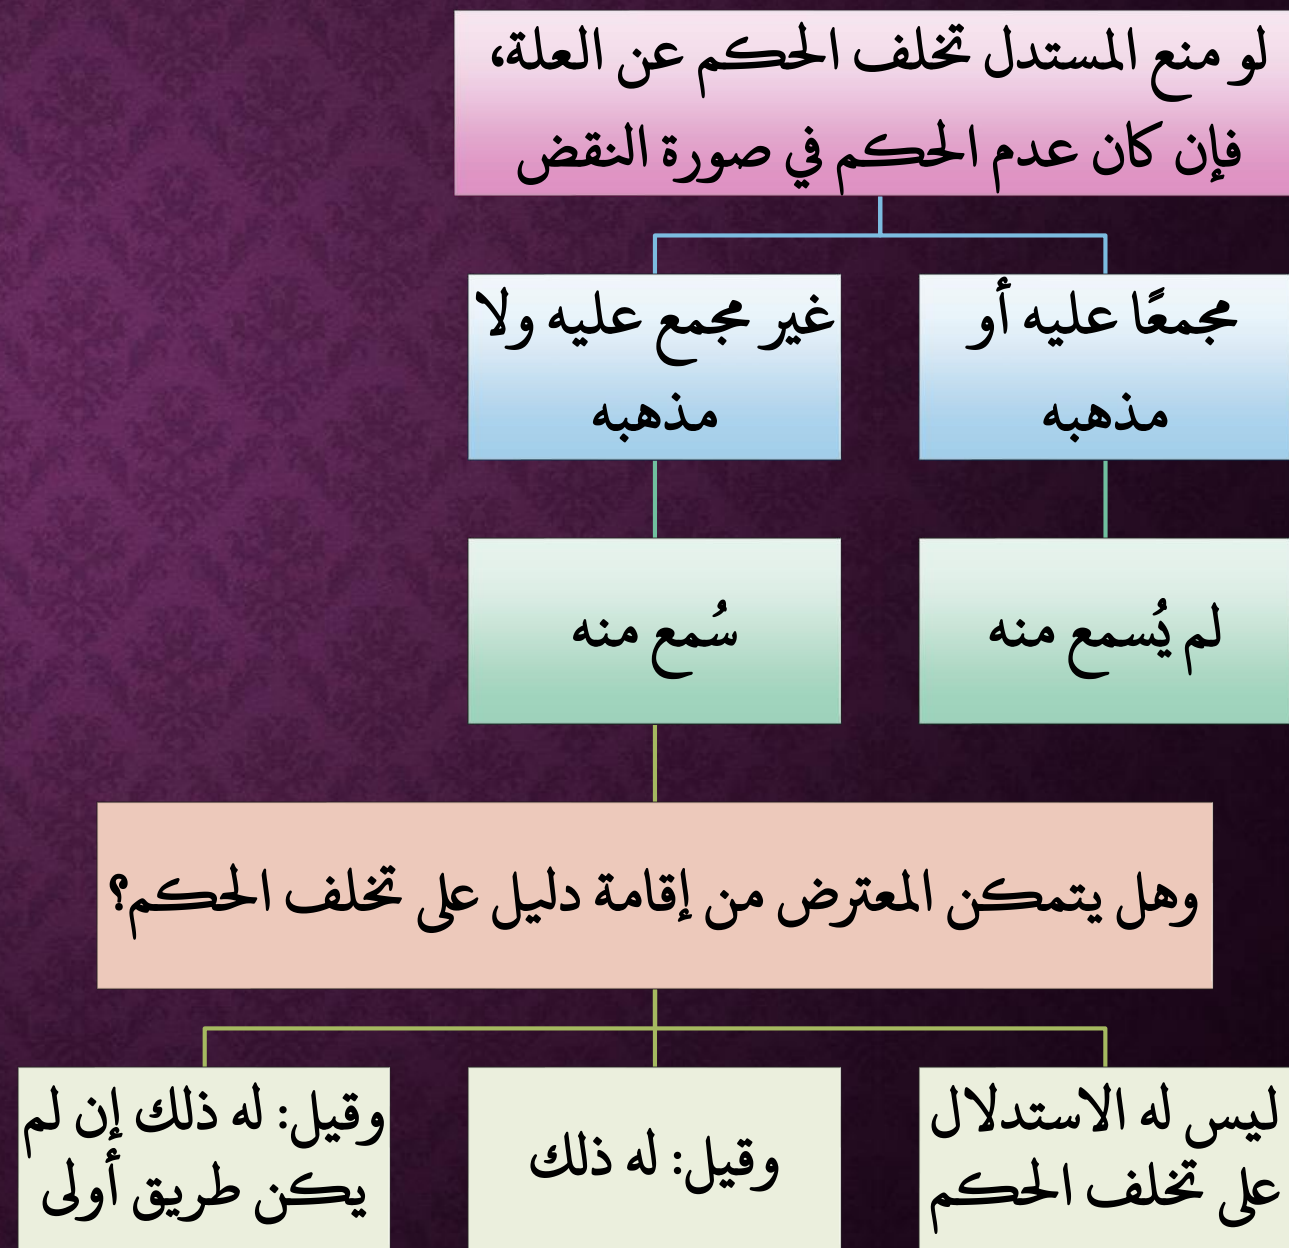 لو منع المستدل تخلف الحكم عن العلة،
فإن كان عدم الحكم في صورة النقض
مجمعًا عليه أو
مذهبه
غير مجمع عليه ولا
مذهبه
لم يُسمع منه
سُمع منه
وهل يتمكن المعترض من إقامة دليل على تخلف الحكم؟
ليس له الاستدلال
على تخلف الحكم
وقيل: له ذلك
وقيل: له ذلك إن لم
يكن طريق أولى